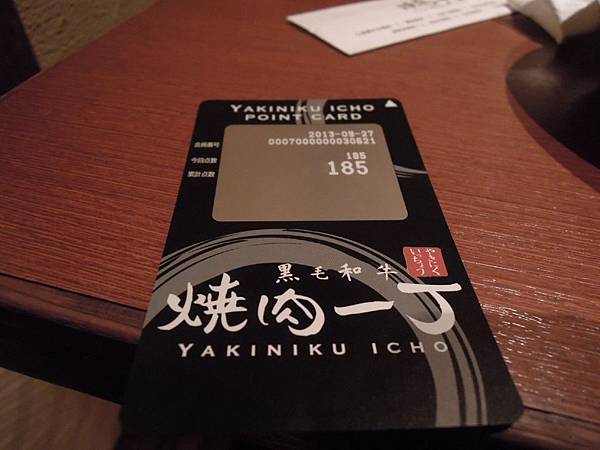 YAKINIKU ICHO
POINT CARD
2013-09-27
会員番号 0007000000030621
今回点数 185
累計点数 185
黒毛和牛
やきにく
いっちょう
焼肉一丁
YAKINIKU ICHO